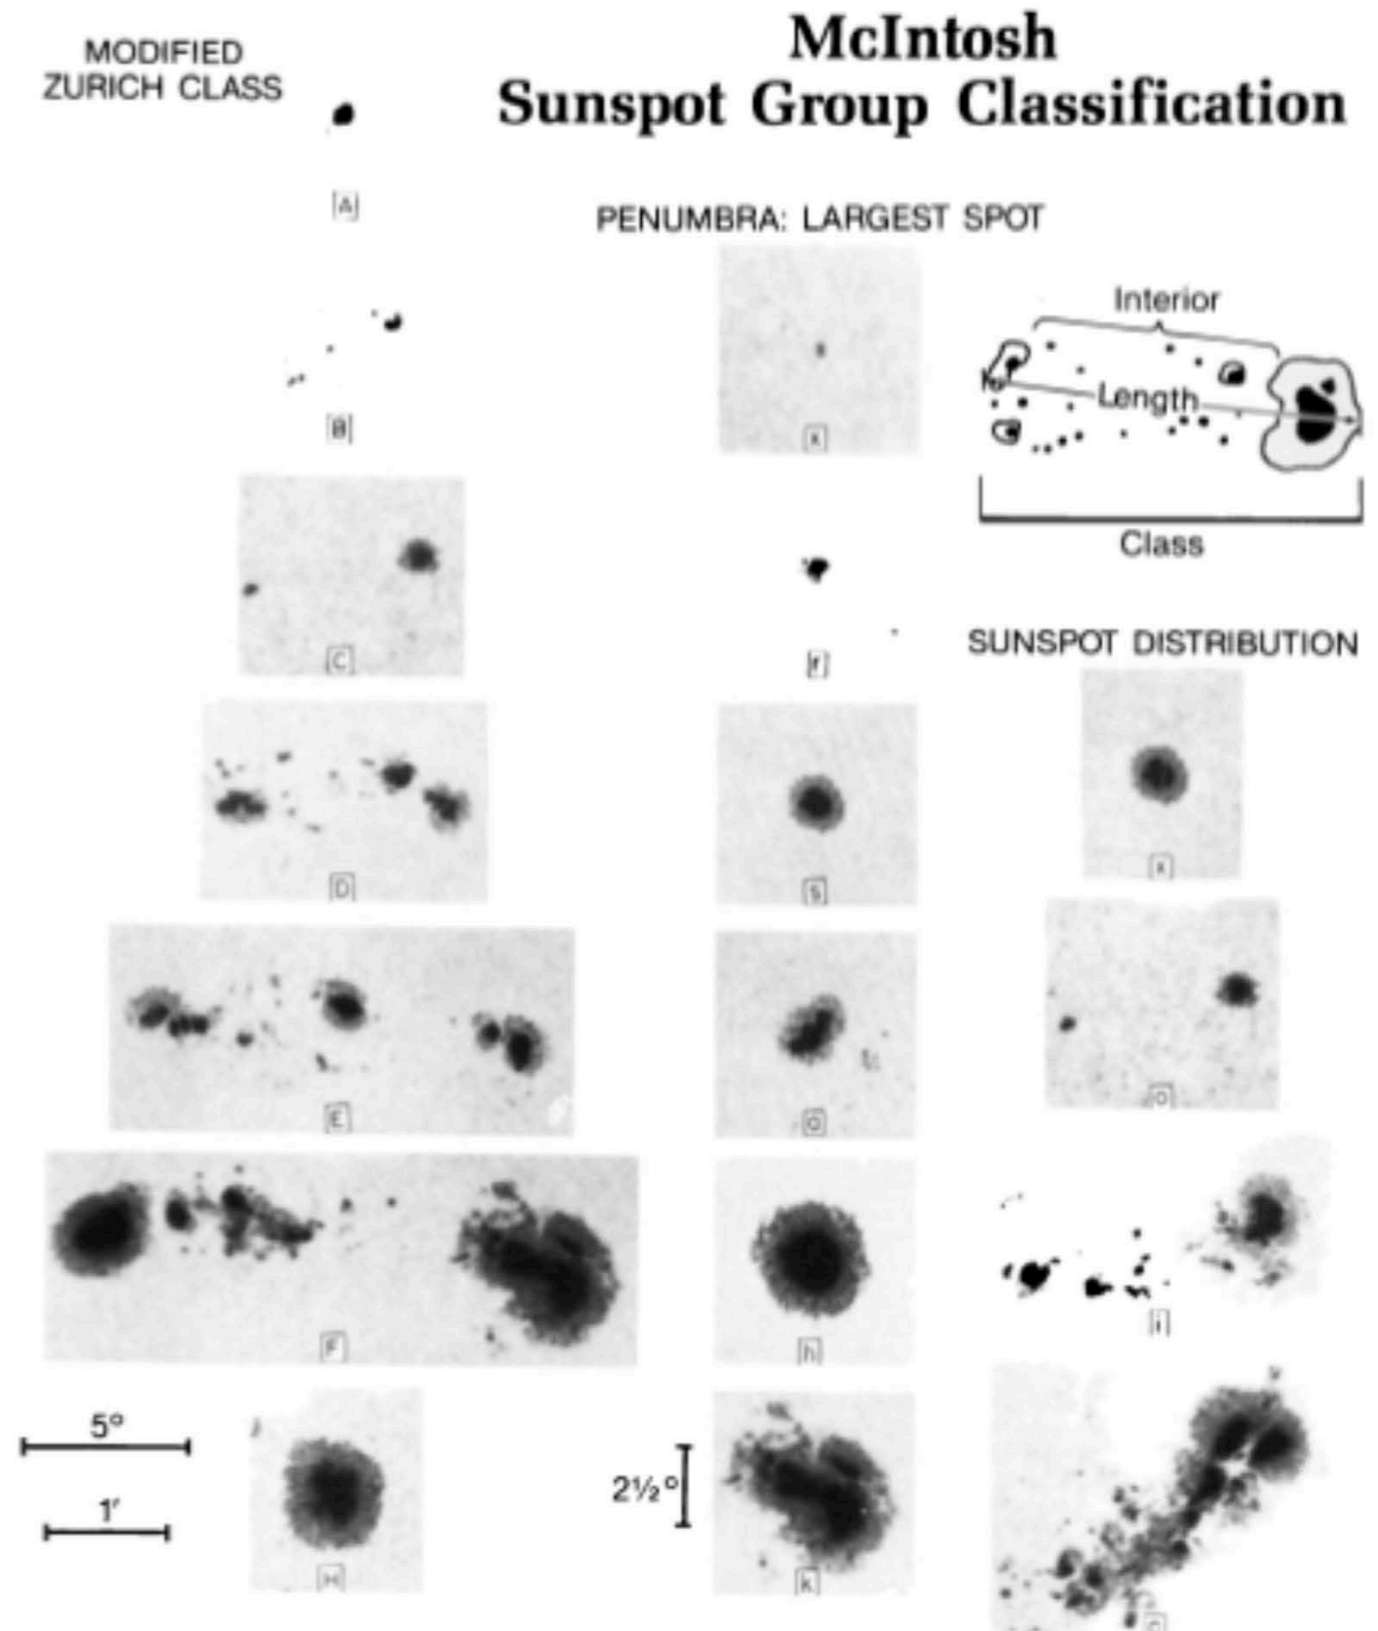 McIntosh
Sunspot Group Classification
MODIFIED
ZURICH CLASS
A
B
C
D
E
F
H
5°
1'
PENUMBRA: LARGEST SPOT
x
r
s
o
h
k
2½°
Interior
Length
Class
SUNSPOT DISTRIBUTION
x
o
i
c